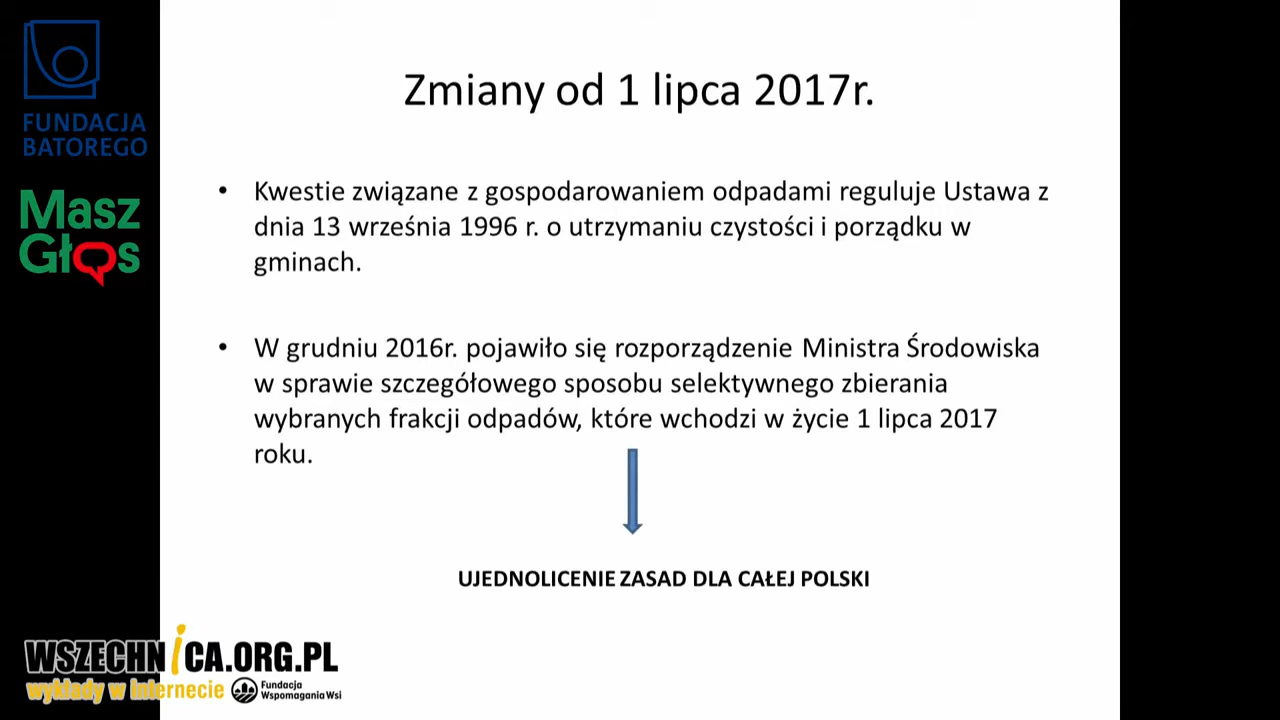 FUNDACJA
BATOREGO
Masz
Głos
Zmiany od 1 lipca 2017r.
• Kwestie związane z gospodarowaniem odpadami reguluje Ustawa z
dnia 13 września 1996 r. o utrzymaniu czystości i porządku w
gminach.
• W grudniu 2016r. pojawiło się rozporządzenie Ministra Środowiska
w sprawie szczegółowego sposobu selektywnego zbierania
wybranych frakcji odpadów, które wchodzi w życie 1 lipca 2017
roku.
UJEDNOLICENIE ZASAD DLA CAŁEJ POLSKI
WSZECHNiCA.ORG.PL
wykłady w internecie
Fundacja
Wspomagania Wsi